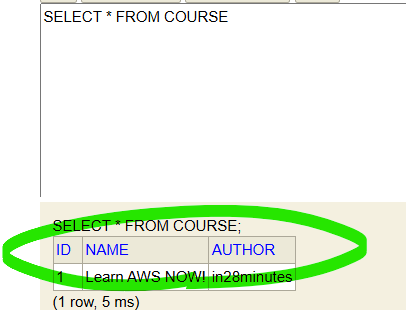 SELECT * FROM COURSE
SELECT * FROM COURSE;
ID NAME AUTHOR
1 Learn AWS NOW! in28minutes
(1 row, 5 ms)